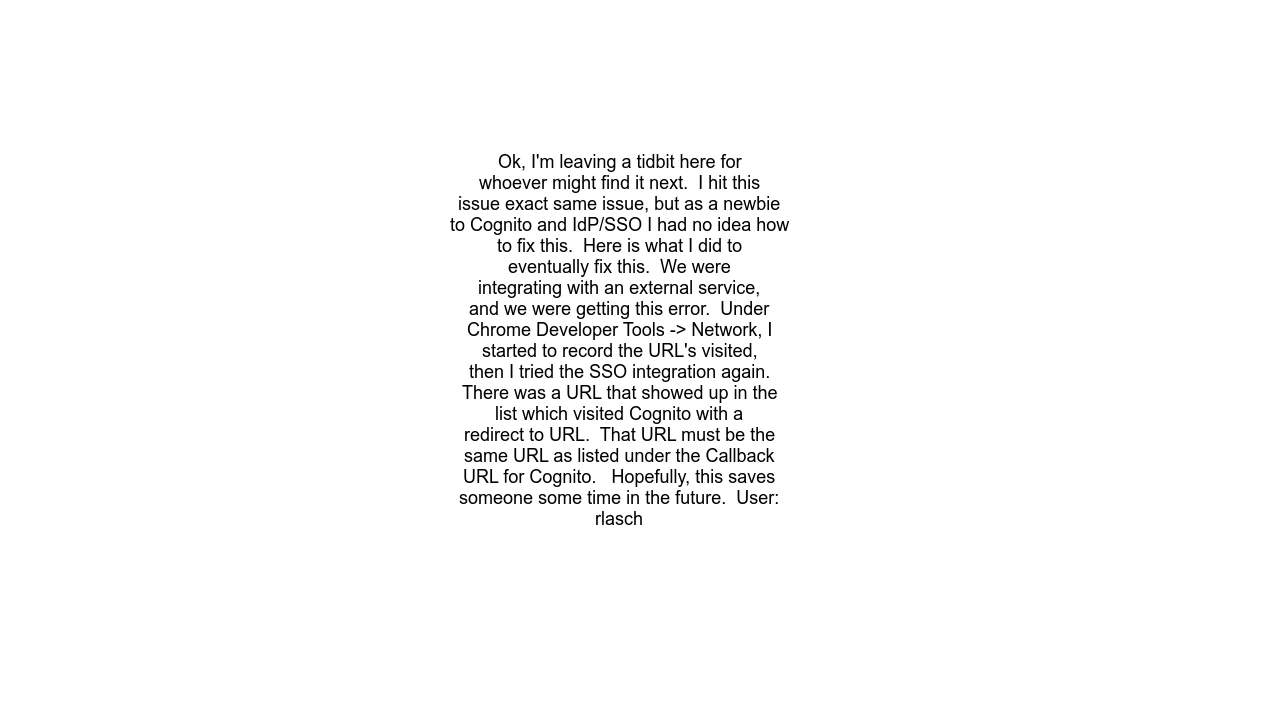 Ok, I'm leaving a tidbit here for
whoever might find it next.  I hit this
issue exact same issue, but as a newbie
to Cognito and IdP/SSO I had no idea how
to fix this.  Here is what I did to
eventually fix this.  We were
integrating with an external service,
and we were getting this error.  Under
Chrome Developer Tools -> Network, I
started to record the URL's visited,
then I tried the SSO integration again.
There was a URL that showed up in the
list which visited Cognito with a
redirect to URL.  That URL must be the
same URL as listed under the Callback
URL for Cognito.   Hopefully, this saves
someone some time in the future.  User:
rlasch